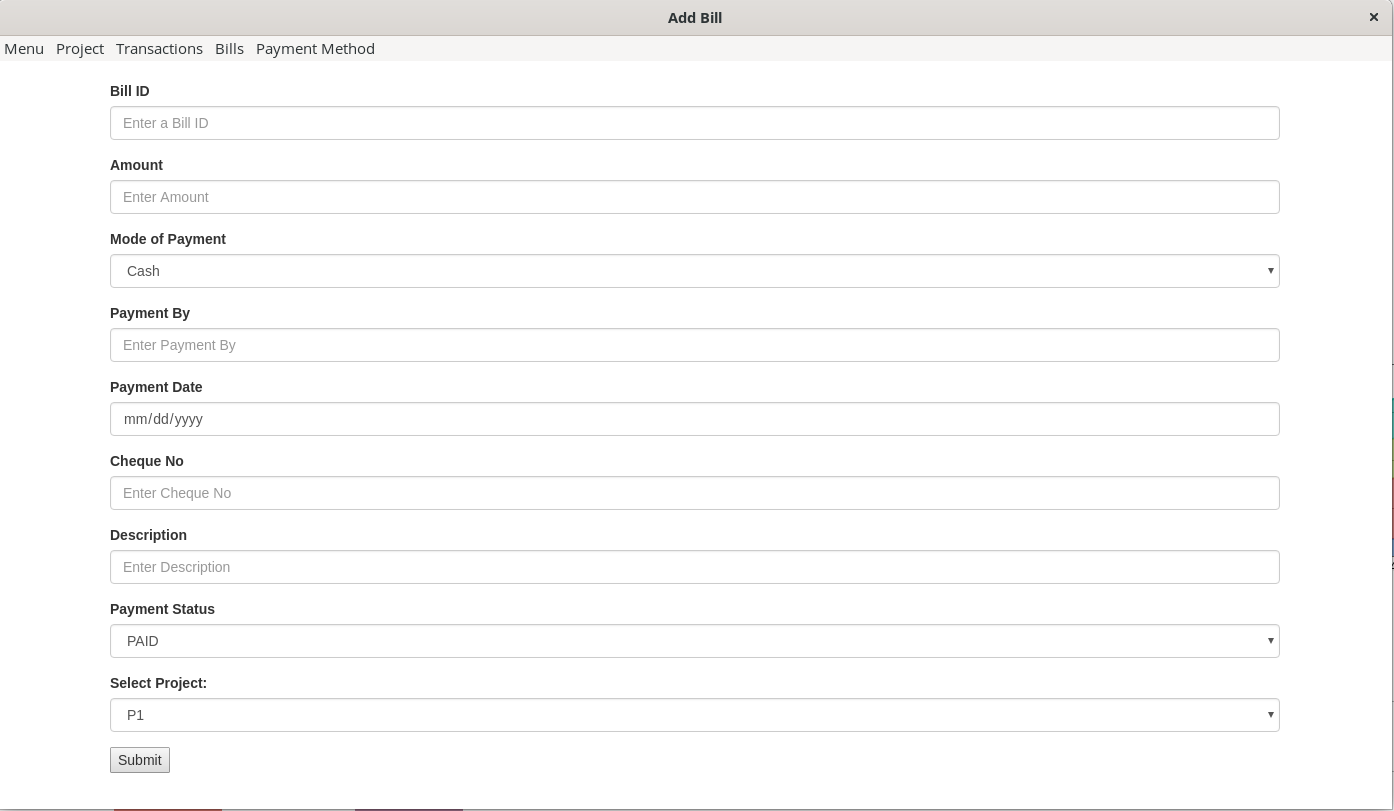 Add Bill ×
Menu Project Transactions Bills Payment Method
Bill ID
Enter a Bill ID
Amount
Enter Amount
Mode of Payment
Cash
Payment By
Enter Payment By
Payment Date
mm/dd/yyyy
Cheque No
Enter Cheque No
Description
Enter Description
Payment Status
PAID
Select Project:
P1
Submit